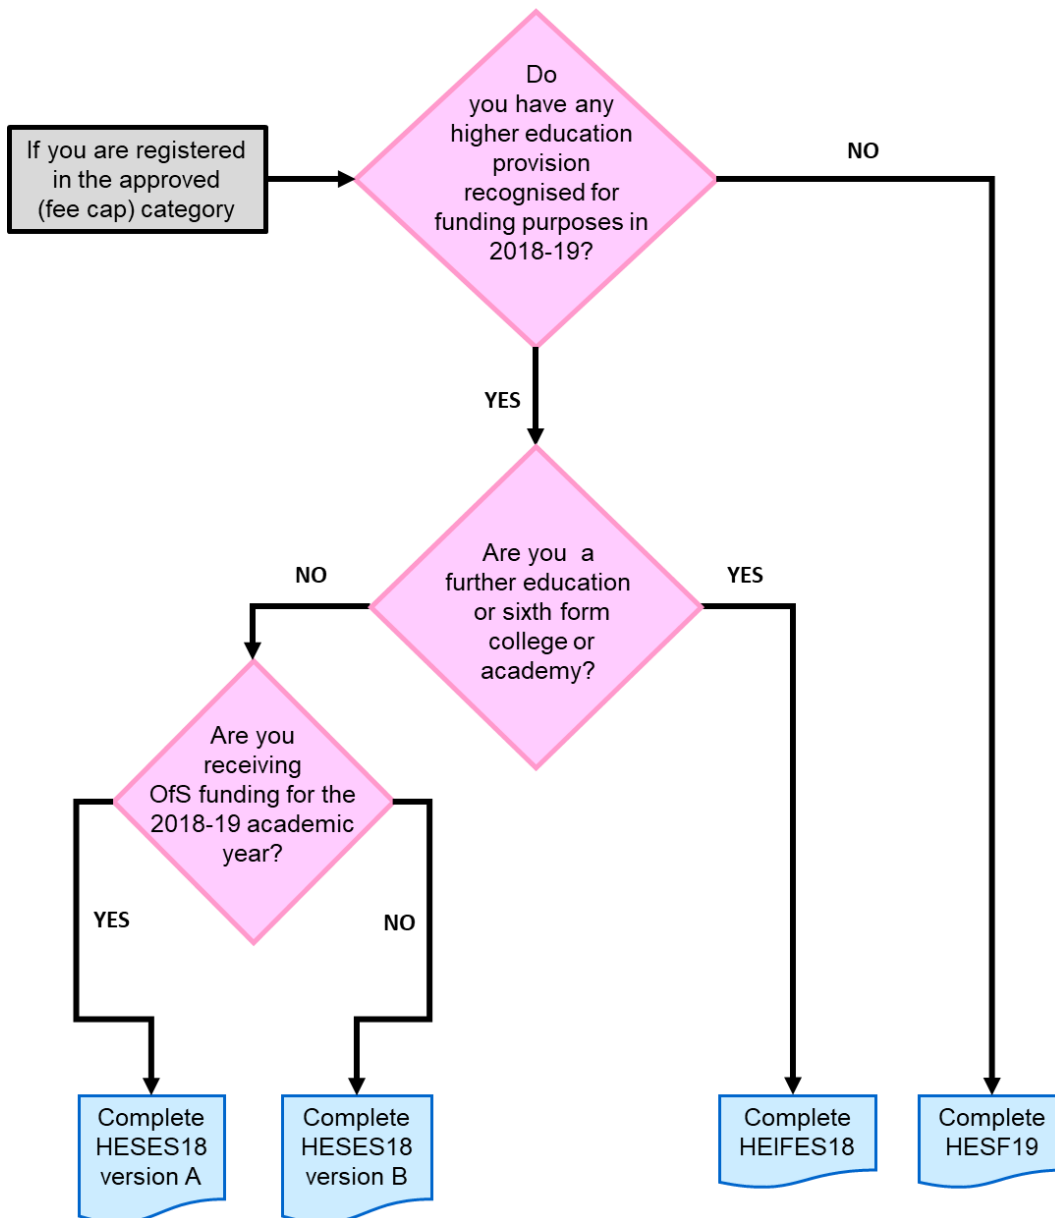 Do
you have any
higher education
provision
recognised for
funding purposes in
2018-19?
If you are registered
in the approved
(fee cap) category
NO
YES
Are you a
further education
or sixth form
college or
academy?
NO
YES
Are you
receiving
OfS funding for the
2018-19 academic
year?
YES
NO
Complete
HESES18
version A
Complete
HESES18
version B
Complete
HEIFES18
Complete
HESF19